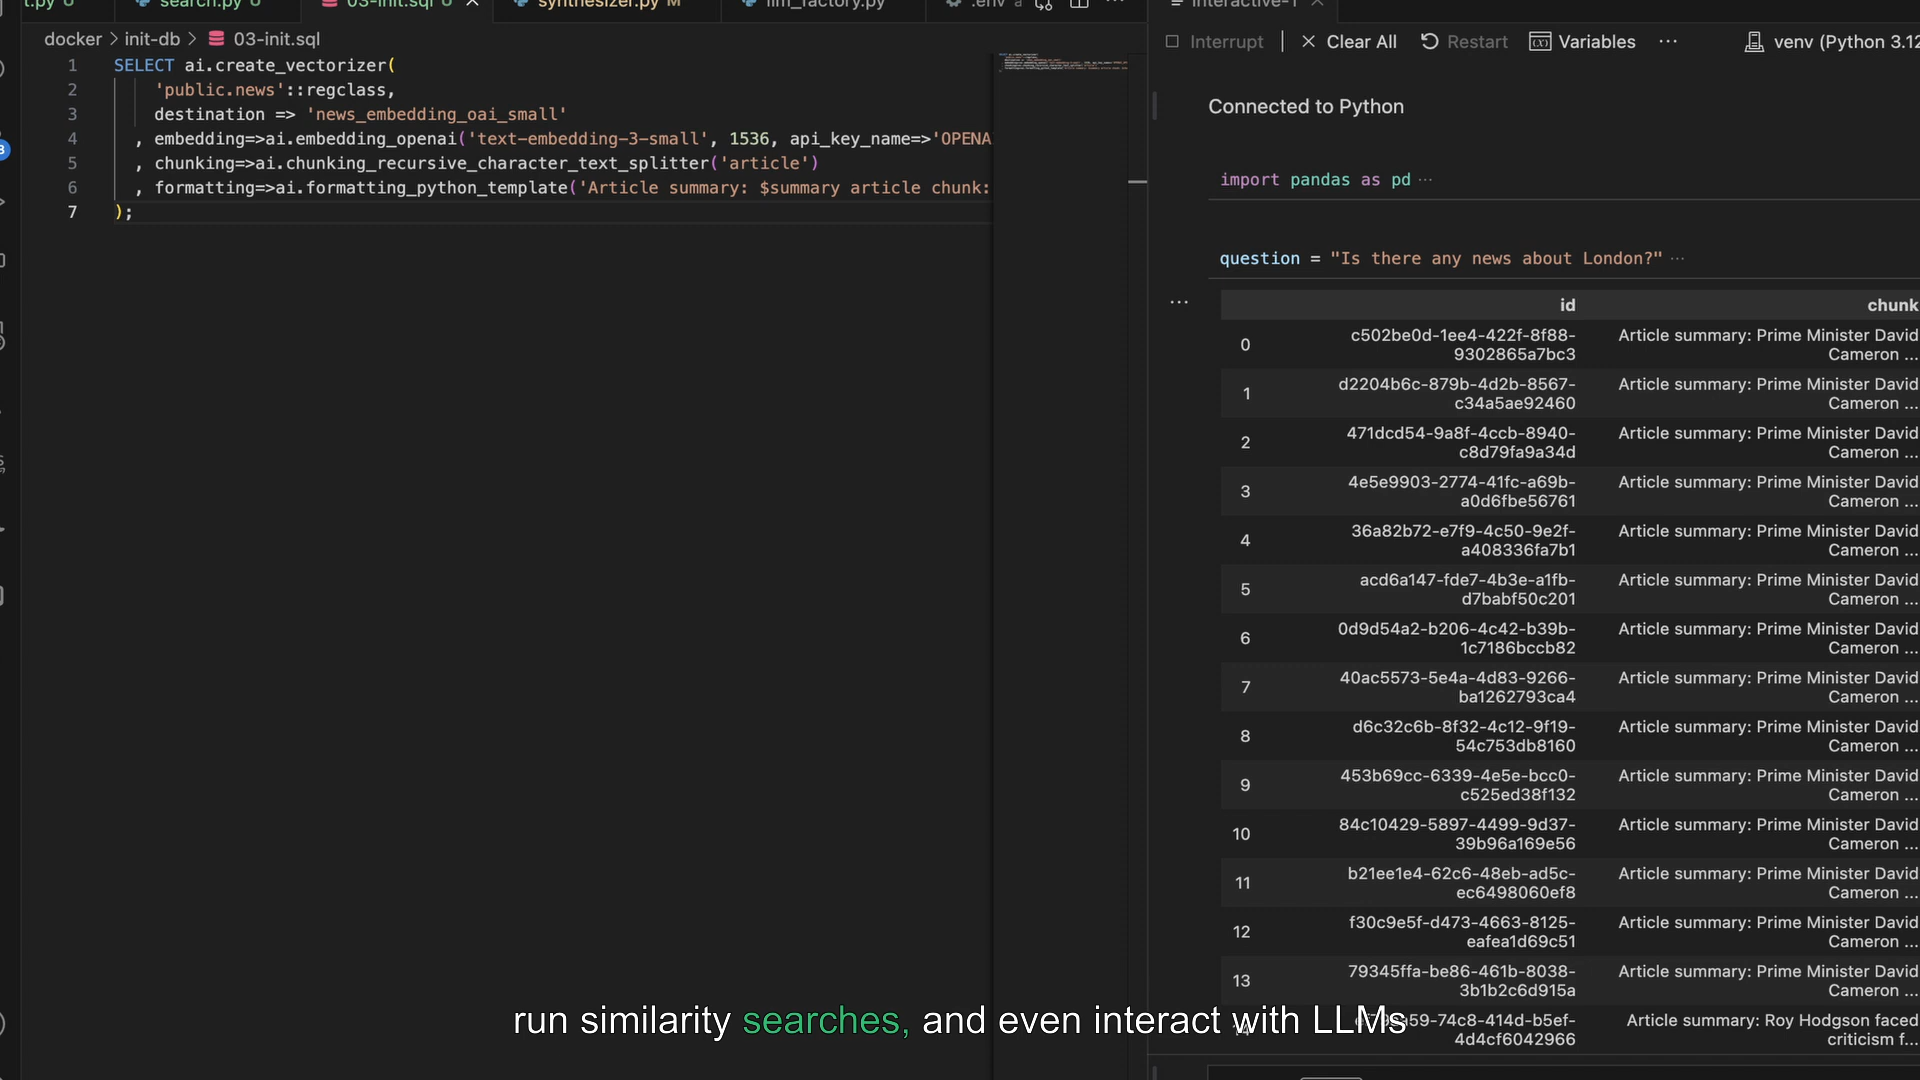 search.py U
03-init.sql U
synthesizer.py M
llm_factory.py
.env
interactive-1
docker > init-db > 03-init.sql
Interrupt | Clear All Restart Variables ... venv (Python 3.12
1 SELECT ai.create_vectorizer(
2 'public.news'::regclass,
3 destination => 'news_embedding_oai_small'
4 , embedding=>ai.embedding_openai('text-embedding-3-small', 1536, api_key_name=>'OPENA
5 , chunking=>ai.chunking_recursive_character_text_splitter('article')
6 , formatting=>ai.formatting_python_template('Article summary: $summary article chunk:
7 );
Connected to Python
import pandas as pd ...
question = "Is there any news about London?" ...
id chunk
0 c502be0d-1ee4-422f-8f88- Article summary: Prime Minister David
9302865a7bc3 Cameron ...
1 d2204b6c-879b-4d2b-8567- Article summary: Prime Minister David
c34a5ae92460 Cameron ...
2 471dcd54-9a8f-4ccb-8940- Article summary: Prime Minister David
c8d79fa9a34d Cameron ...
3 4e5e9903-2774-41fc-a69b- Article summary: Prime Minister David
a0d6fbe56761 Cameron ...
4 36a82b72-e7f9-4c50-9e2f- Article summary: Prime Minister David
a408336fa7b1 Cameron ...
5 acd6a147-fde7-4b3e-a1fb- Article summary: Prime Minister David
d7babf50c201 Cameron ...
6 0d9d54a2-b206-4c42-b39b- Article summary: Prime Minister David
1c7186bccb82 Cameron ...
7 40ac5573-5e4a-4d83-9266- Article summary: Prime Minister David
ba1262793ca4 Cameron ...
8 d6c32c6b-8f32-4c12-9f19- Article summary: Prime Minister David
54c753db8160 Cameron ...
9 453b69cc-6339-4e5e-bcc0- Article summary: Prime Minister David
c525ed38f132 Cameron ...
10 84c10429-5897-4499-9d37- Article summary: Prime Minister David
39b96a169e56 Cameron ...
11 b21ee1e4-62c6-48eb-ad5c- Article summary: Prime Minister David
ec6498060ef8 Cameron ...
12 f30c9e5f-d473-4663-8125- Article summary: Prime Minister David
eafea1d69c51 Cameron ...
13 79345ffa-be86-461b-8038- Article summary: Prime Minister David
3b1b2c6d915a Cameron ...
Article summary: Roy Hodgson faced
4d4cf6042966 criticism f...
run similarity searches, and even interact with LLMs